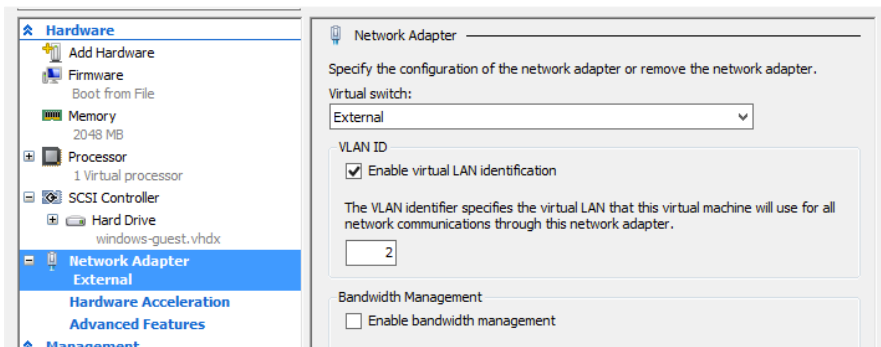 Hardware
Add Hardware
Firmware
Boot from File
Memory
2048 MB
Processor
1 Virtual processor
SCSI Controller
Hard Drive
windows-guest.vhdx
Network Adapter
External
Hardware Acceleration
Advanced Features
Management
Network Adapter
Specify the configuration of the network adapter or remove the network adapter.
Virtual switch:
External
VLAN ID
Enable virtual LAN identification
The VLAN identifier specifies the virtual LAN that this virtual machine will use for all
network communications through this network adapter.
2
Bandwidth Management
Enable bandwidth management